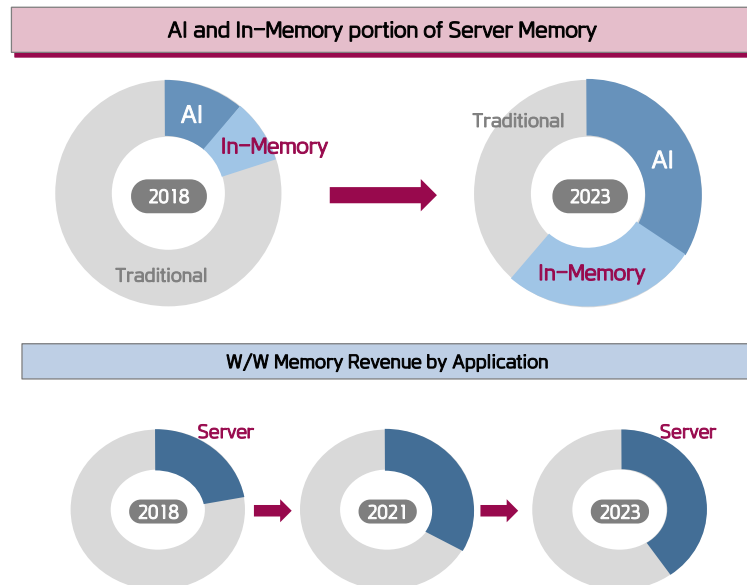 AI and In-Memory portion of Server Memory
AI
In-Memory
2018
Traditional
Traditional
AI
2023
In-Memory
W/W Memory Revenue by Application
Server
2018
2021
Server
2023